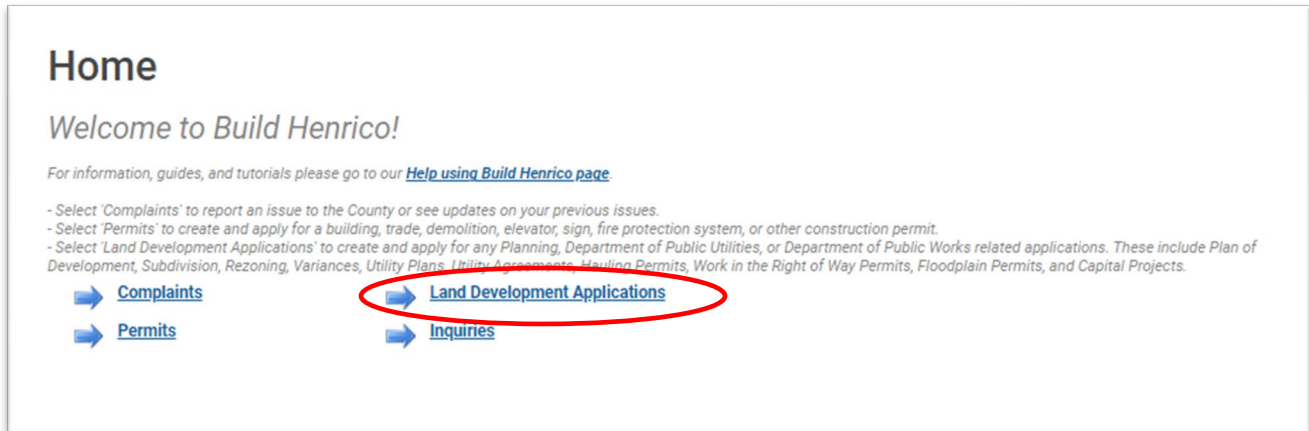 Home
Welcome to Build Henrico!
For information, guides, and tutorials please go to our Help using Build Henrico page.
- Select 'Complaints' to report an issue to the County or see updates on your previous issues.
- Select 'Permits' to create and apply for a building, trade, demolition, elevator, sign, fire protection system, or other construction permit.
- Select 'Land Development Applications' to create and apply for any Planning, Department of Public Utilities, or Department of Public Works related applications. These include Plan of
Development, Subdivision, Rezoning, Variances, Utility Plans, Utility Agreements, Hauling Permits, Work in the Right of Way Permits, Floodplain Permits, and Capital Projects.
Complaints Land Development Applications
Permits Inquiries